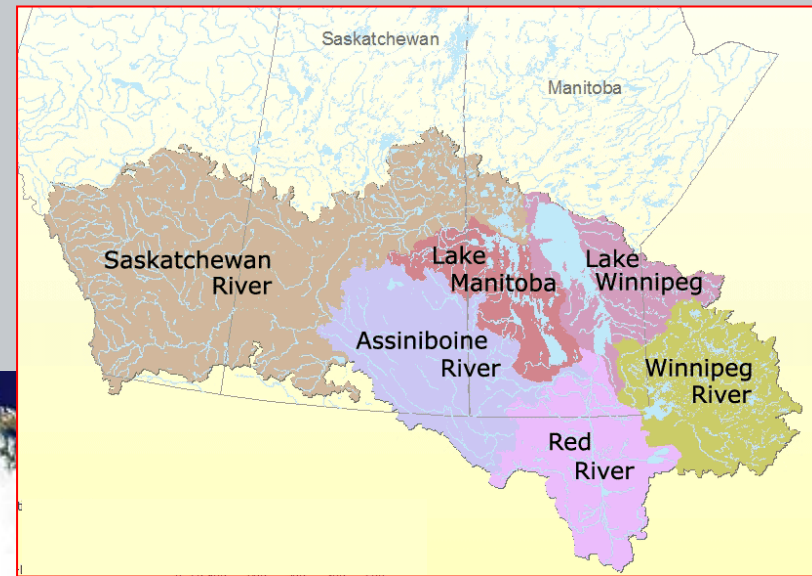 Saskatchewan
Manitoba
Saskatchewan
River
Lake
Manitoba
Lake
Winnipeg
Assiniboine
River
Winnipeg
River
Red
River